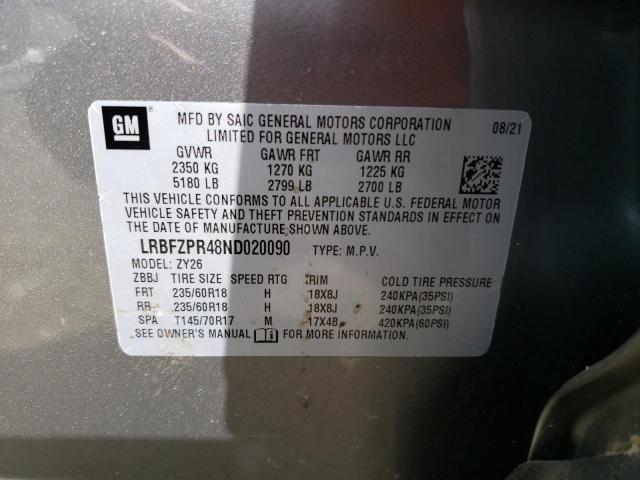 GM
MFD BY SAIC GENERAL MOTORS CORPORATION 08/21
LIMITED FOR GENERAL MOTORS LLC
GVWR GAWR FRT GAWR RR
2350 KG 1270 KG 1225 KG
5180 LB 2799 LB 2700 LB
THIS VEHICLE CONFORMS TO ALL APPLICABLE U.S. FEDERAL MOTOR
VEHICLE SAFETY AND THEFT PREVENTION STANDARDS IN EFFECT ON
THE DATE OF MANUFACTURE SHOWN ABOVE.
LRBFZPR48ND020090 TYPE: M.P.V.
MODEL: ZY26
ZBBJ TIRE SIZE SPEED RTG RIM COLD TIRE PRESSURE
FRT 235/60R18 H 18X8J 240KPA(35PSI)
RR 235/60R18 H 18X8J 240KPA(35PSI)
SPA T145/70R17 M 17X4B 420KPA(60PSI)
SEE OWNER'S MANUAL FOR MORE INFORMATION.